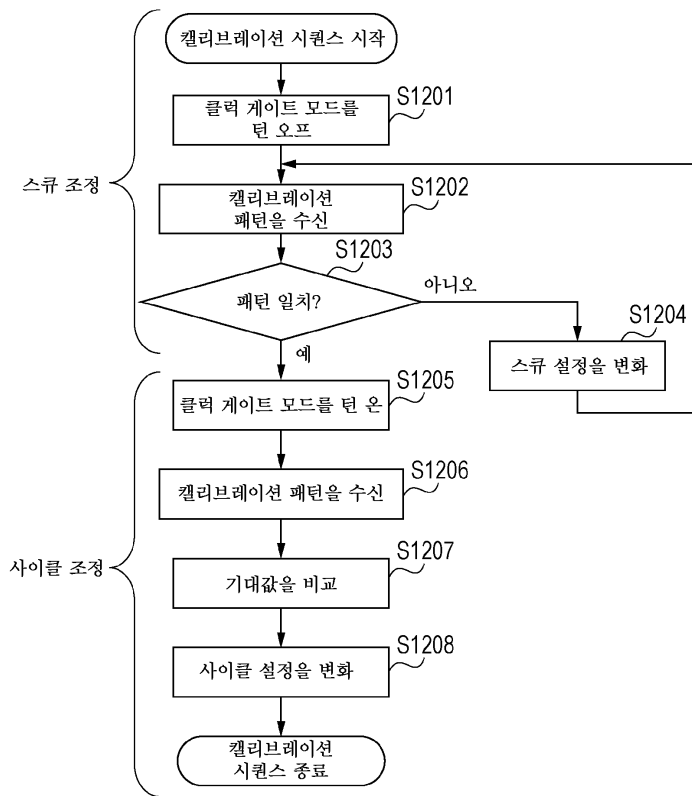 캘리브레이션 시퀀스 시작
S1201
클럭 게이트 모드를
턴 오프
스큐 조정
S1202
캘리브레이션
패턴을 수신
S1203
패턴 일치?
아니오
예
S1204
스큐 설정을 변화
S1205
클럭 게이트 모드를 턴 온
S1206
캘리브레이션 패턴을 수신
사이클 조정
S1207
기대값을 비교
S1208
사이클 설정을 변화
캘리브레이션
시퀀스 종료